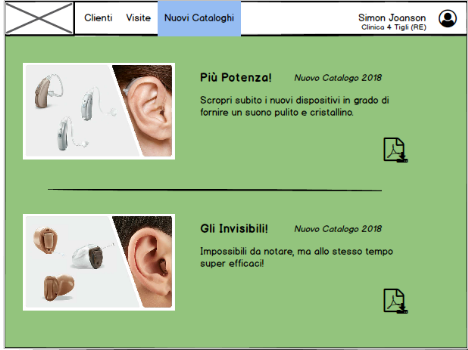 Clienti Visite Nuovi Cataloghi
Simon Joanson
Clinica 4 Tigli (RE)
Più Potenza! Nuovo Catalogo 2018
Scropri subito i nuovi dispositivi in grado di
fornire un suono pulito e cristallino.
Gli Invisibili! Nuovo Catalogo 2018
Impossibili da notare, ma allo stesso tempo
super efficaci!